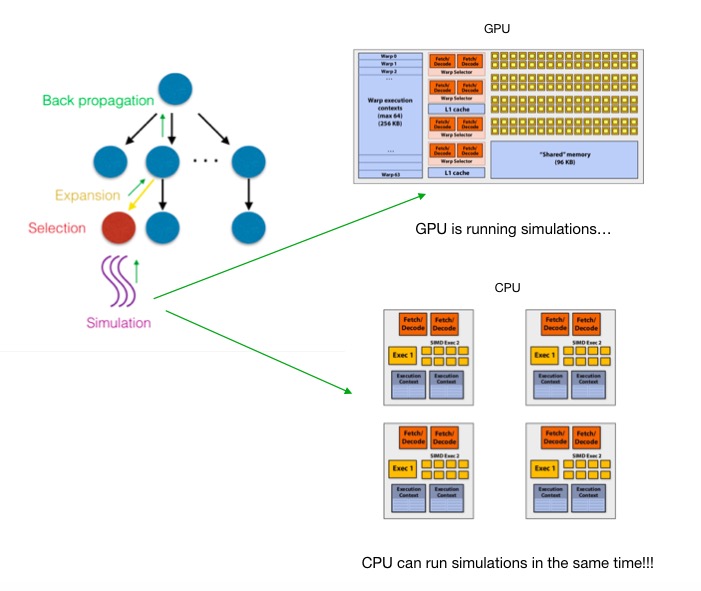 GPU
Back propagation
Expansion
Selection
Simulation
Warp 0
Warp 1
Warp 2
...
Warp execution
contexts
(max 64)
(256 KB)
...
Warp 63
Fetch/
Decode
Fetch/
Decode
Warp Selector
Fetch/
Decode
Fetch/
Decode
Warp Selector
L1 cache
Fetch/
Decode
Fetch/
Decode
Warp Selector
Fetch/
Decode
Fetch/
Decode
Warp Selector
L1 cache
"Shared" memory
(96 KB)
GPU is running simulations…
CPU
Fetch/
Decode
Fetch/
Decode
SIMD Exec 2
Exec 1
Execution
Context
Execution
Context
Fetch/
Decode
Fetch/
Decode
SIMD Exec 2
Exec 1
Execution
Context
Execution
Context
Fetch/
Decode
Fetch/
Decode
SIMD Exec 2
Exec 1
Execution
Context
Execution
Context
Fetch/
Decode
Fetch/
Decode
SIMD Exec 2
Exec 1
Execution
Context
Execution
Context
CPU can run simulations in the same time!!!